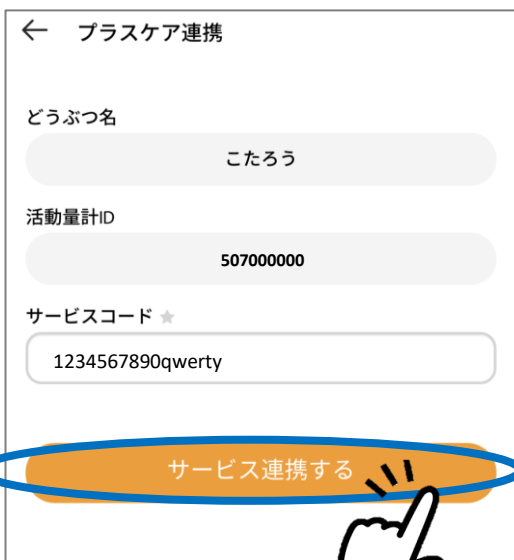 ← プラスケア連携
どうぶつ名
こたろう
活動量計ID
507000000
サービスコード ★
1234567890qwerty
サービス連携する